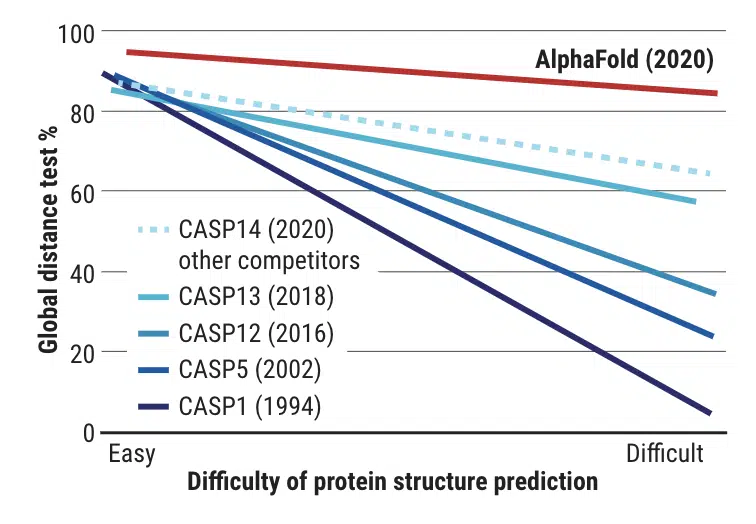 100
80
60
40
20
0
Global distance test %
AlphaFold (2020)
CASP14 (2020)
other competitors
CASP13 (2018)
CASP12 (2016)
CASP5 (2002)
CASP1 (1994)
Easy
Difficult
Difficulty of protein structure prediction